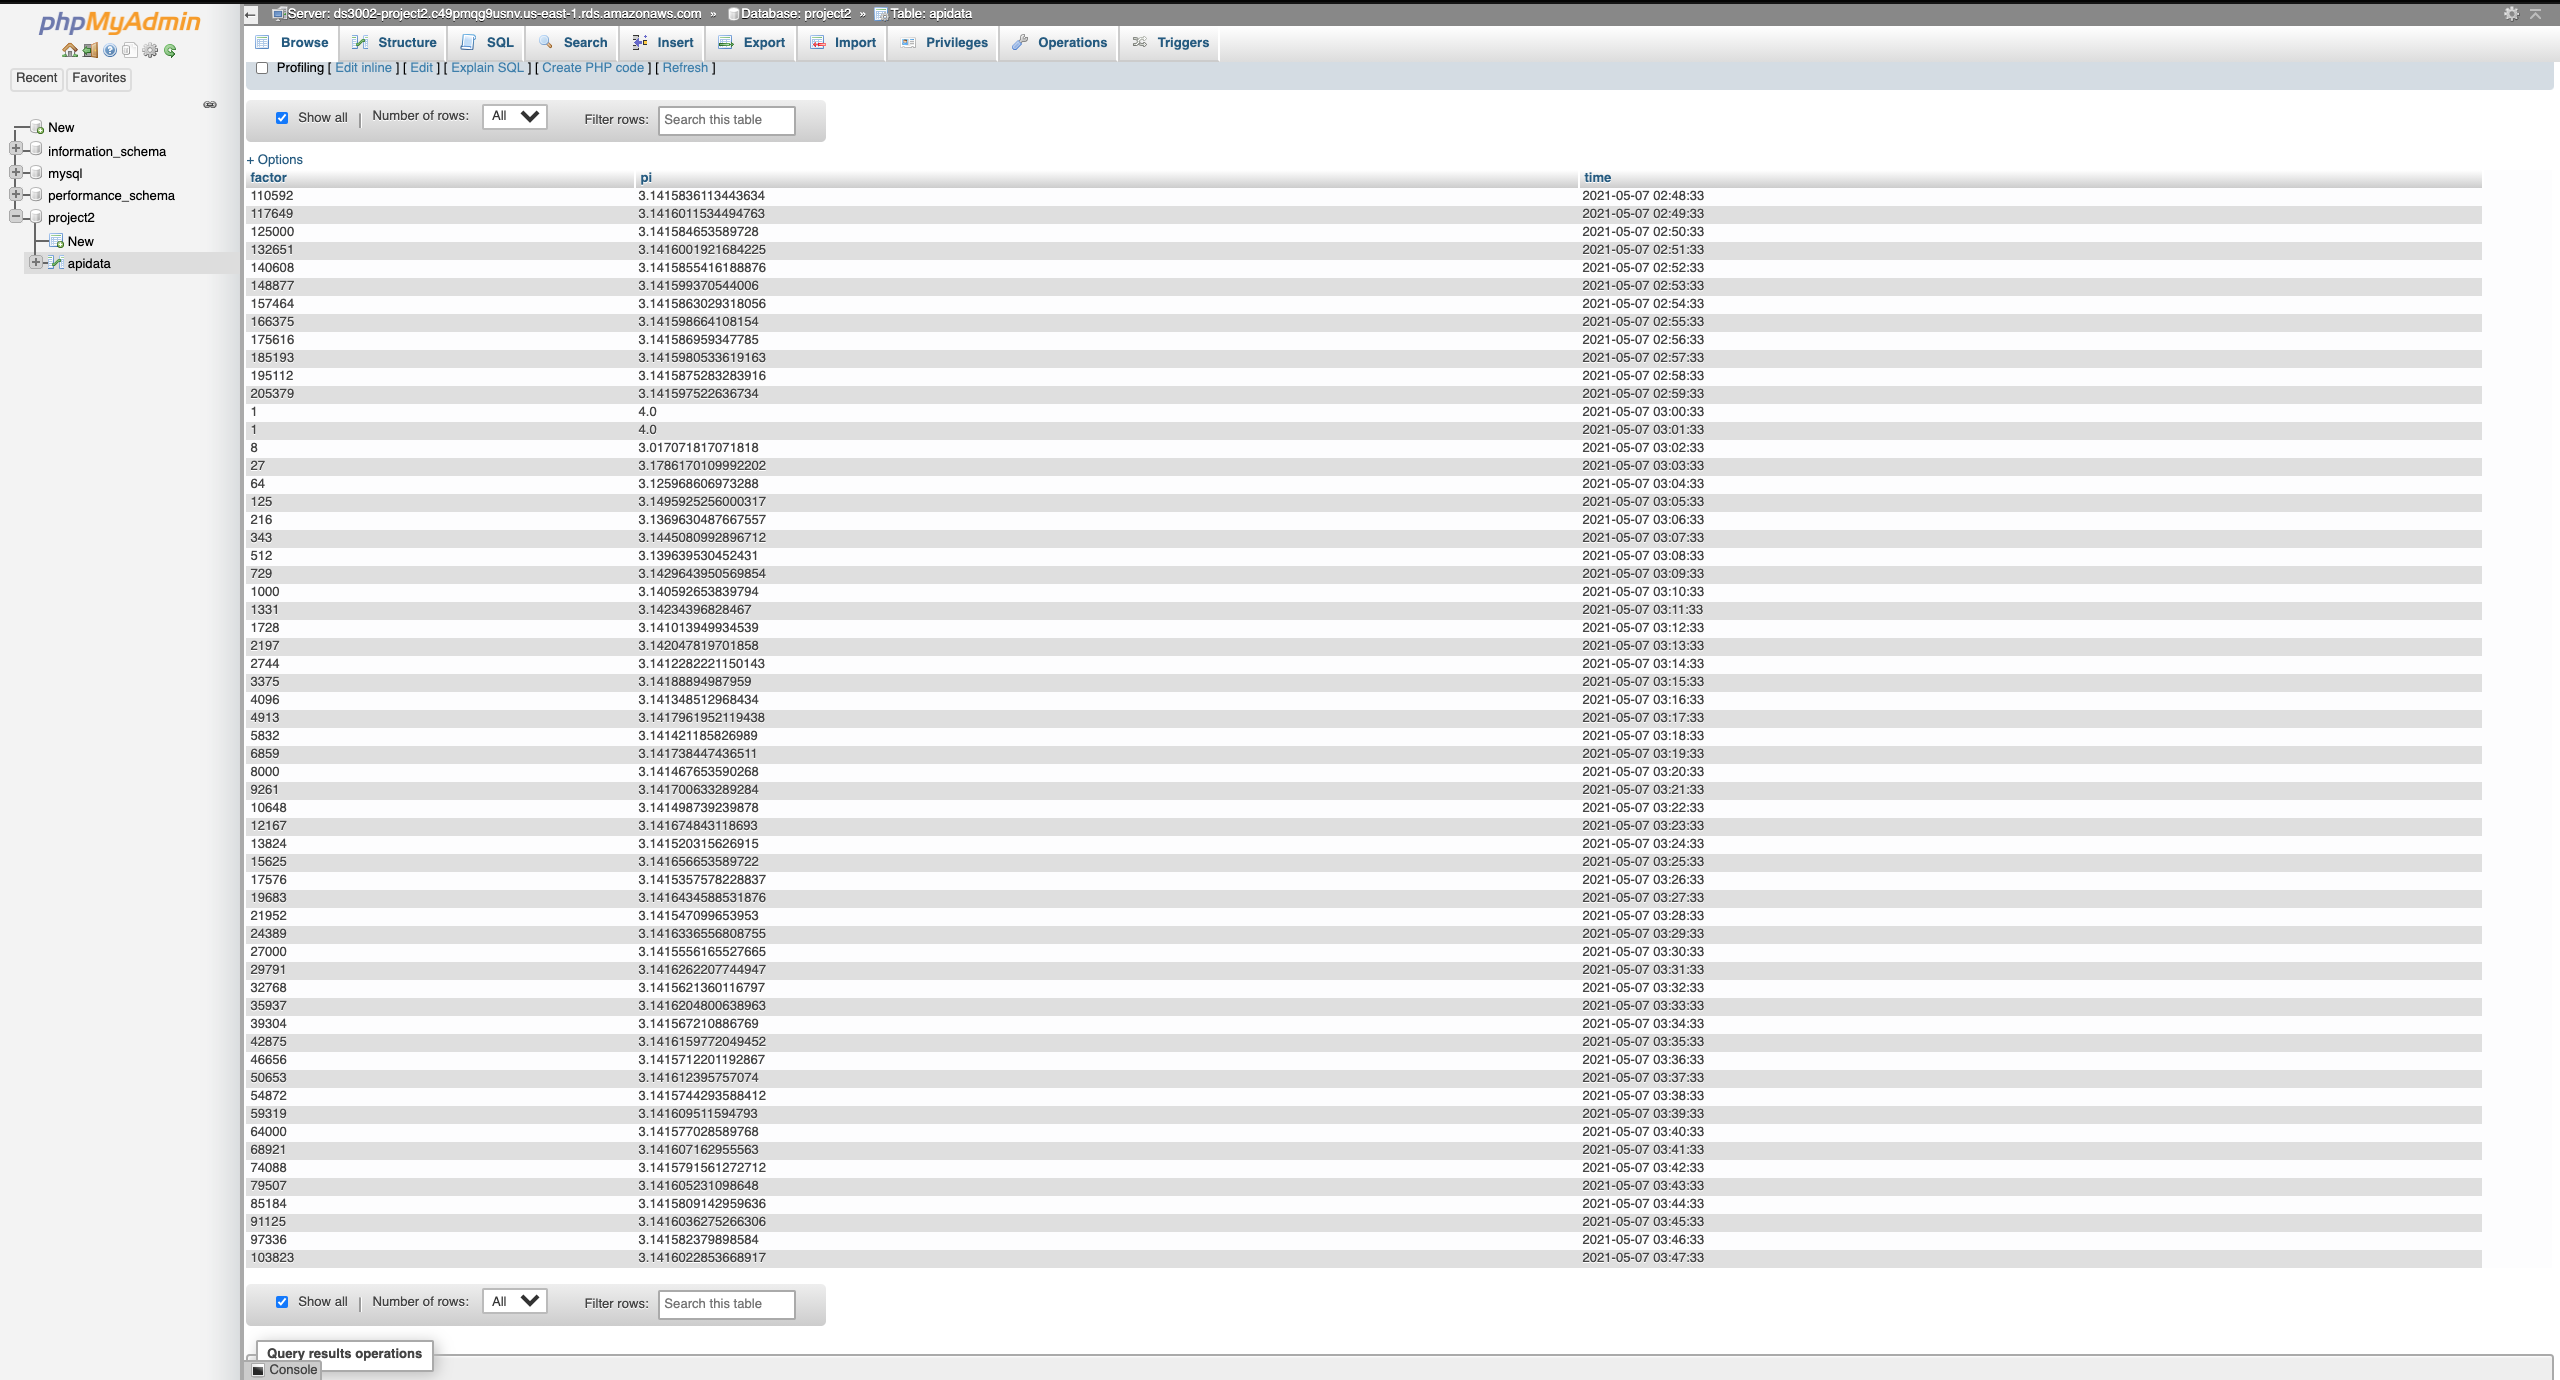 phpMyAdmin
Recent Favorites
New
information_schema
mysql
performance_schema
project2
New
apidata
Server: ds3002-project2.c49pmqg9usnv.us-east-1.rds.amazonaws.com » Database: project2 » Table: apidata
Browse Structure SQL Search Insert Export Import Privileges Operations Triggers
Profiling [ Edit inline ] [ Edit ] [ Explain SQL ] [ Create PHP code ] [ Refresh ]
Show all | Number of rows: All Filter rows: Search this table
+ Options
factor pi time
110592 3.1415836113443634 2021-05-07 02:48:33
117649 3.1416011534494763 2021-05-07 02:49:33
125000 3.141584653589728 2021-05-07 02:50:33
132651 3.1416001921684225 2021-05-07 02:51:33
140608 3.1415855416188876 2021-05-07 02:52:33
148877 3.141599370544006 2021-05-07 02:53:33
157464 3.14158630293180​56 2021-05-07 02:54:33
166375 3.141598664108154 2021-05-07 02:55:33
175616 3.141586959347785 2021-05-07 02:56:33
185193 3.1415980533619163 2021-05-07 02:57:33
195112 3.1415875283283916 2021-05-07 02:58:33
205379 3.141597522636734 2021-05-07 02:59:33
1 4.0 2021-05-07 03:00:33
1 4.0 2021-05-07 03:01:33
8 3.017071817071818 2021-05-07 03:02:33
27 3.1786170109992202 2021-05-07 03:03:33
64 3.125968606973288 2021-05-07 03:04:33
125 3.1495925256000317 2021-05-07 03:05:33
216 3.1369630487667557 2021-05-07 03:06:33
343 3.1445080992896712 2021-05-07 03:07:33
512 3.139639530452431 2021-05-07 03:08:33
729 3.1429643950569854 2021-05-07 03:09:33
1000 3.140592653839794 2021-05-07 03:10:33
1331 3.14234396828467 2021-05-07 03:11:33
1728 3.141013949934539 2021-05-07 03:12:33
2197 3.142047819701858 2021-05-07 03:13:33
2744 3.1412282221150143 2021-05-07 03:14:33
3375 3.14188894987959 2021-05-07 03:15:33
4096 3.141348512968434 2021-05-07 03:16:33
4913 3.1417961952119438 2021-05-07 03:17:33
5832 3.141421185826989 2021-05-07 03:18:33
6859 3.141738447436511 2021-05-07 03:19:33
8000 3.141467653590268 2021-05-07 03:20:33
9261 3.141700633289284 2021-05-07 03:21:33
10648 3.141498739239878 2021-05-07 03:22:33
12167 3.141674843118693 2021-05-07 03:23:33
13824 3.141520315626915 2021-05-07 03:24:33
15625 3.141656653589722 2021-05-07 03:25:33
17576 3.1415357578228837 2021-05-07 03:26:33
19683 3.1416434588531876 2021-05-07 03:27:33
21952 3.141547099653953 2021-05-07 03:28:33
24389 3.1416336556808755 2021-05-07 03:29:33
27000 3.1415556165527665 2021-05-07 03:30:33
29791 3.1416262207744947 2021-05-07 03:31:33
32768 3.1415621360116797 2021-05-07 03:32:33
35937 3.1416204800638963 2021-05-07 03:33:33
39304 3.141567210886769 2021-05-07 03:34:33
42875 3.1416159772049452 2021-05-07 03:35:33
46656 3.1415712201192867 2021-05-07 03:36:33
50653 3.141612395757074 2021-05-07 03:37:33
54872 3.1415744293588412 2021-05-07 03:38:33
59319 3.141609511594793 2021-05-07 03:39:33
64000 3.141577028589768 2021-05-07 03:40:33
68921 3.141607162955563 2021-05-07 03:41:33
74088 3.1415791561272712 2021-05-07 03:42:33
79507 3.141605231098648 2021-05-07 03:43:33
85184 3.1415809142959636 2021-05-07 03:44:33
91125 3.1416036275266306 2021-05-07 03:45:33
97336 3.141582379898584 2021-05-07 03:46:33
103823 3.1416022853668917 2021-05-07 03:47:33
Show all | Number of rows: All Filter rows: Search this table
Query results operations
Console